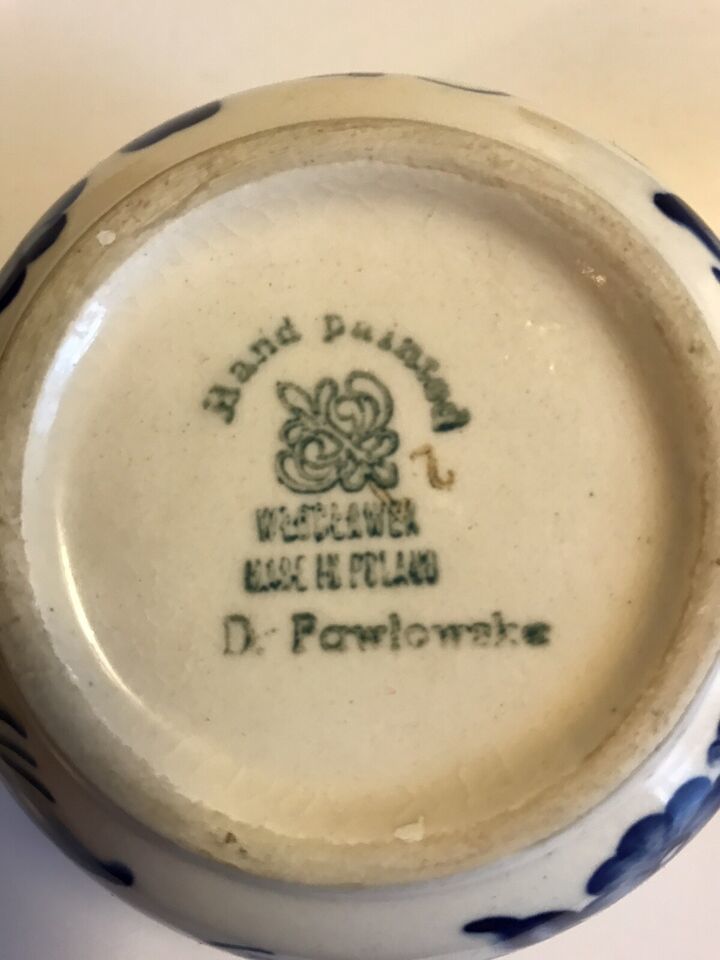 Hand painted
WŁOCŁAWEK
MADE IN POLAND
D. Pawlowska